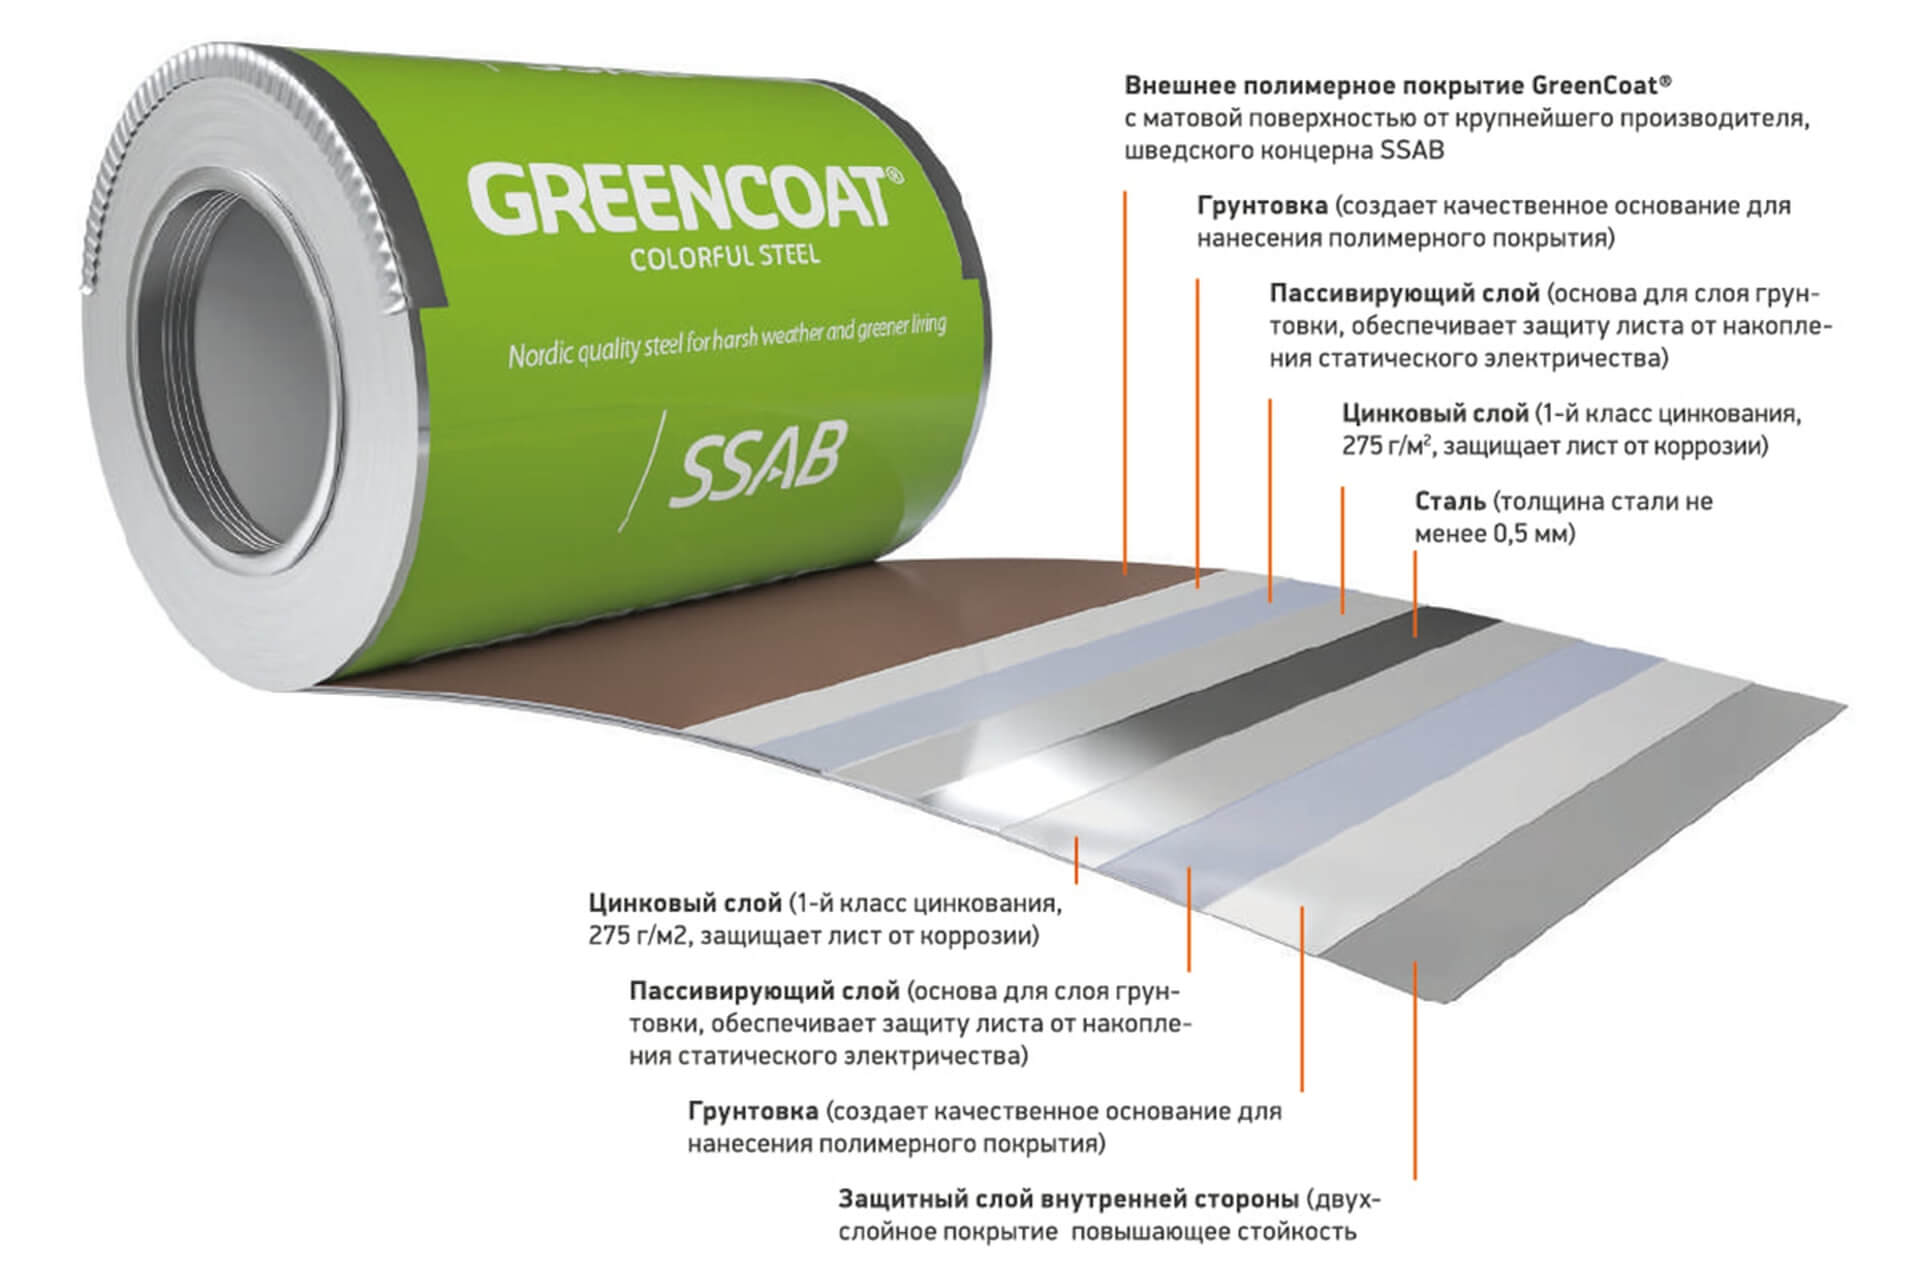 GREENCOAT®
COLORFUL STEEL
Nordic quality steel for harsh weather and greener living
SSAB
Внешнее полимерное покрытие GreenCoat®
с матовой поверхностью от крупнейшего производителя,
шведского концерна SSAB
Грунтовка (создает качественное основание для
нанесения полимерного покрытия)
Пассивирующий слой (основа для слоя грун-
товки, обеспечивает защиту листа от накопле-
ния статического электричества)
Цинковый слой (1-й класс цинкования,
275 г/м², защищает лист от коррозии)
Сталь (толщина стали не
менее 0,5 мм)
Цинковый слой (1-й класс цинкования,
275 г/м2, защищает лист от коррозии)
Пассивирующий слой (основа для слоя грун-
товки, обеспечивает защиту листа от накопле-
ния статического электричества)
Грунтовка (создает качественное основание для
нанесения полимерного покрытия)
Защитный слой внутренней стороны (двух-
слойное покрытие повышающее стойкость